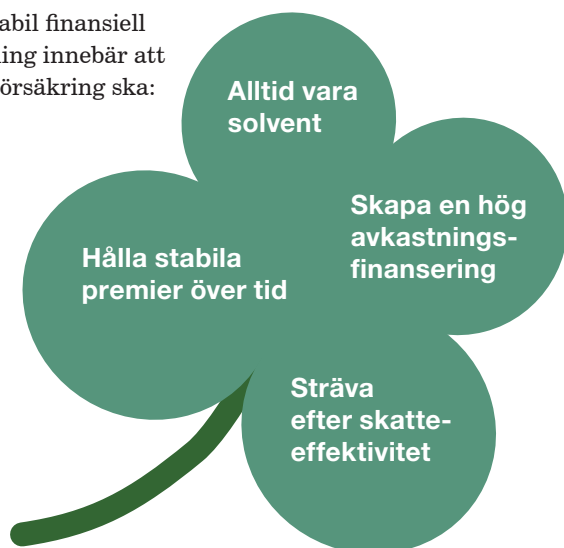 abil finansiell
ing innebär att
örsäkring ska:
Alltid vara
solvent
Skapa en hög
avkastnings-
finansering
Hålla stabila
premier över tid
Sträva
efter skatte-
effektivitet